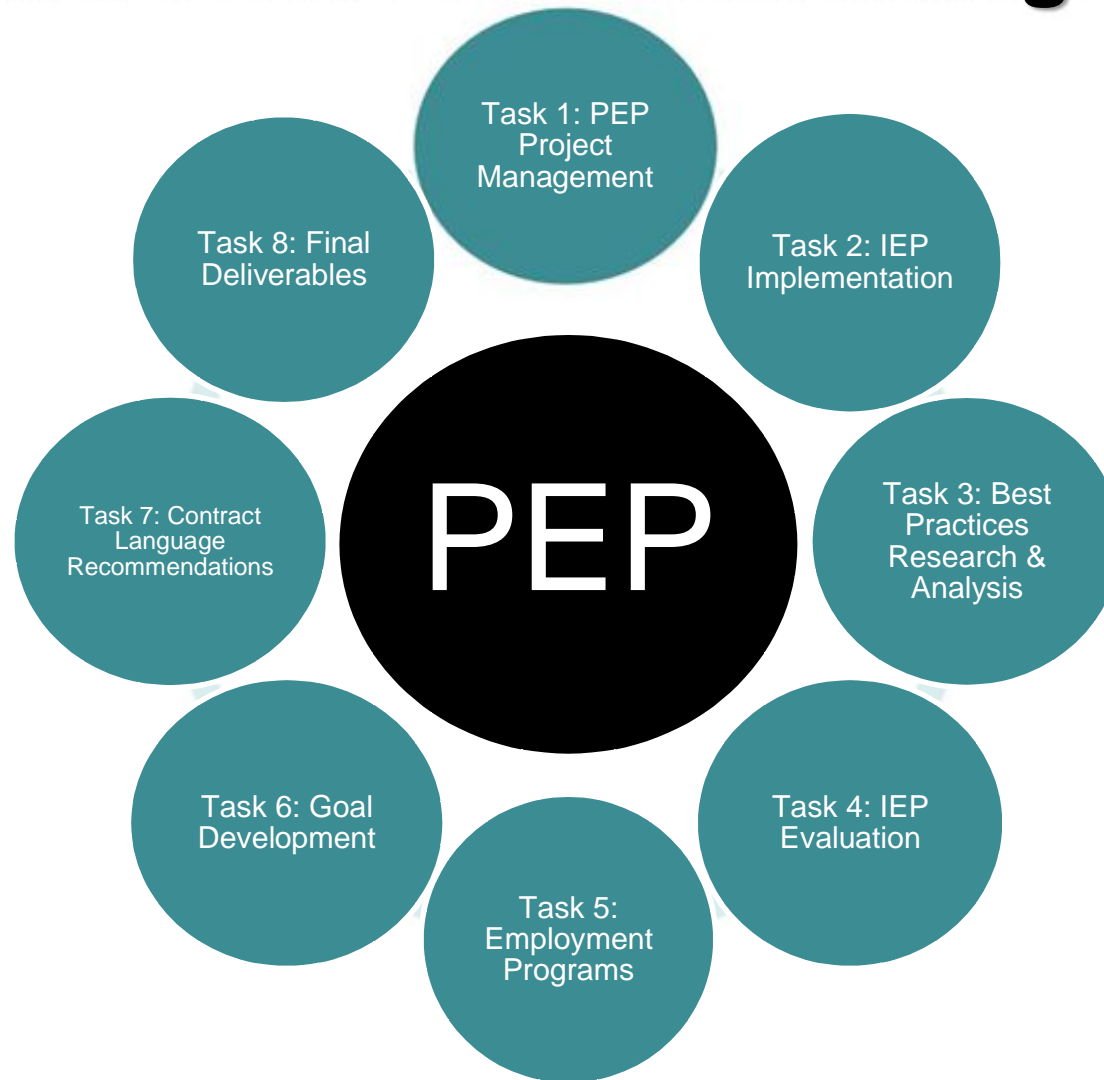 Task 1: PEP
Project
Management
Task 2: IEP
Implementation
Task 3: Best
Practices
Research &
Analysis
Task 4: IEP
Evaluation
Task 5:
Employment
Programs
Task 6: Goal
Development
Task 7: Contract
Language
Recommendations
Task 8: Final
Deliverables
PEP